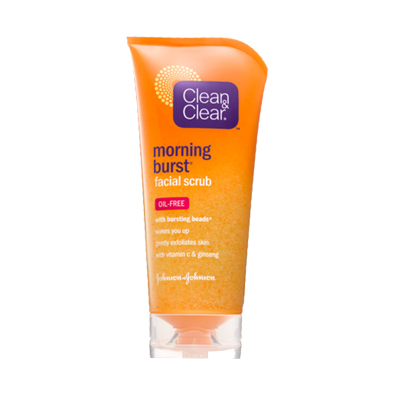 Clean &
Clear®
™
morning
burst®
facial scrub
OIL-FREE
with bursting beads®
wakes you up
gently exfoliates skin
with vitamin c & ginseng
Johnson & Johnson